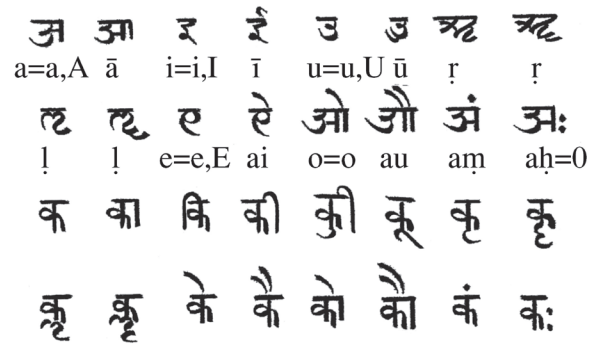 अ आ इ ई उ ऊ ऋ ॠ
a=a,A ā i=i,I ī u=u,U ū ṛ ṛ
ऌ ॡ ए ऐ ओ औ अं अः
ḷ ḷ e=e,E ai o=o au aṃ aḥ=0
क का कि की कुी कू कृ कॄ
कॢ कॣ के कै को कौ कं कः